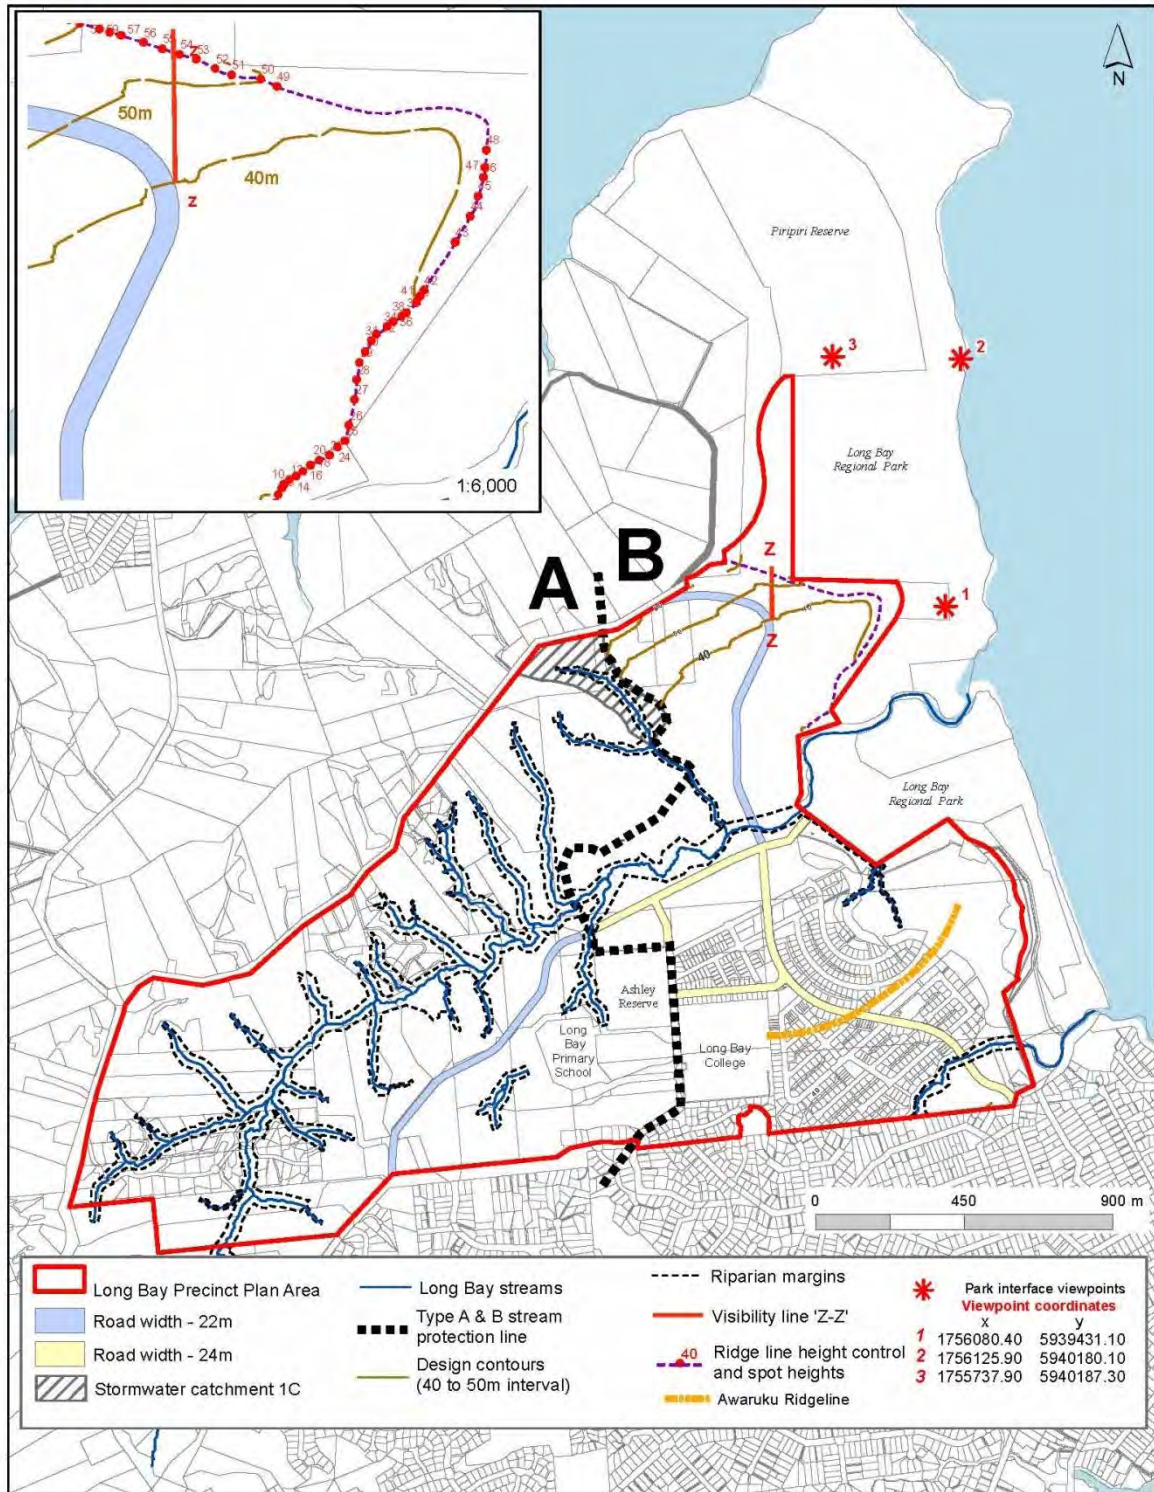 57
56
54
53
52
51
50
49
50m
Z
40m
z
48
47
45
44
43
42
41
38
36
28
27
26
24
20
16
14
10
1:6,000
N
Piripiri Reserve
3
2
Long Bay
Regional Park
A
B
Z
1
Z
40
Long Bay
Regional Park
Ashley
Reserve
Long
Bay
Primary
School
Long Bay
College
0
450
900 m
Long Bay Precinct Plan Area
Road width - 22m
Road width - 24m
Stormwater catchment 1C
Long Bay streams
Type A & B stream
protection line
Design contours
(40 to 50m interval)
Riparian margins
Visibility line 'Z-Z'
40
Ridge line height control
and spot heights
Awaruku Ridgeline
Park interface viewpoints
Viewpoint coordinates
x y
1 1756080.40 5939431.10
2 1756125.90 5940180.10
3 1755737.90 5940187.30